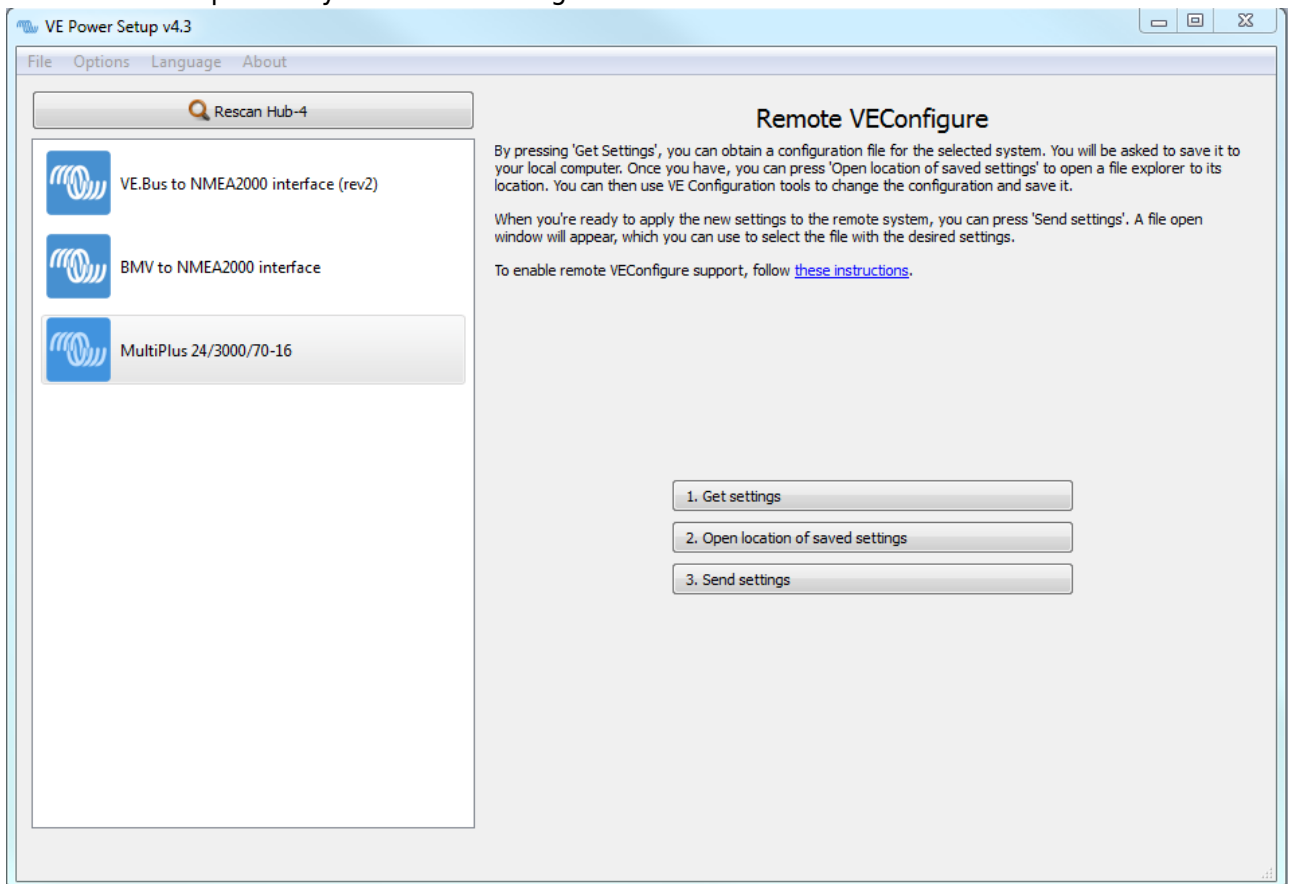 VE Power Setup v4.3
File Options Language About
Rescan Hub-4
VE.Bus to NMEA2000 interface (rev2)
BMV to NMEA2000 interface
MultiPlus 24/3000/70-16
Remote VEConfigure
By pressing 'Get Settings', you can obtain a configuration file for the selected system. You will be asked to save it to
your local computer. Once you have, you can press 'Open location of saved settings' to open a file explorer to its
location. You can then use VE Configuration tools to change the configuration and save it.
When you're ready to apply the new settings to the remote system, you can press 'Send settings'. A file open
window will appear, which you can use to select the file with the desired settings.
To enable remote VEConfigure support, follow these instructions.
1. Get settings
2. Open location of saved settings
3. Send settings